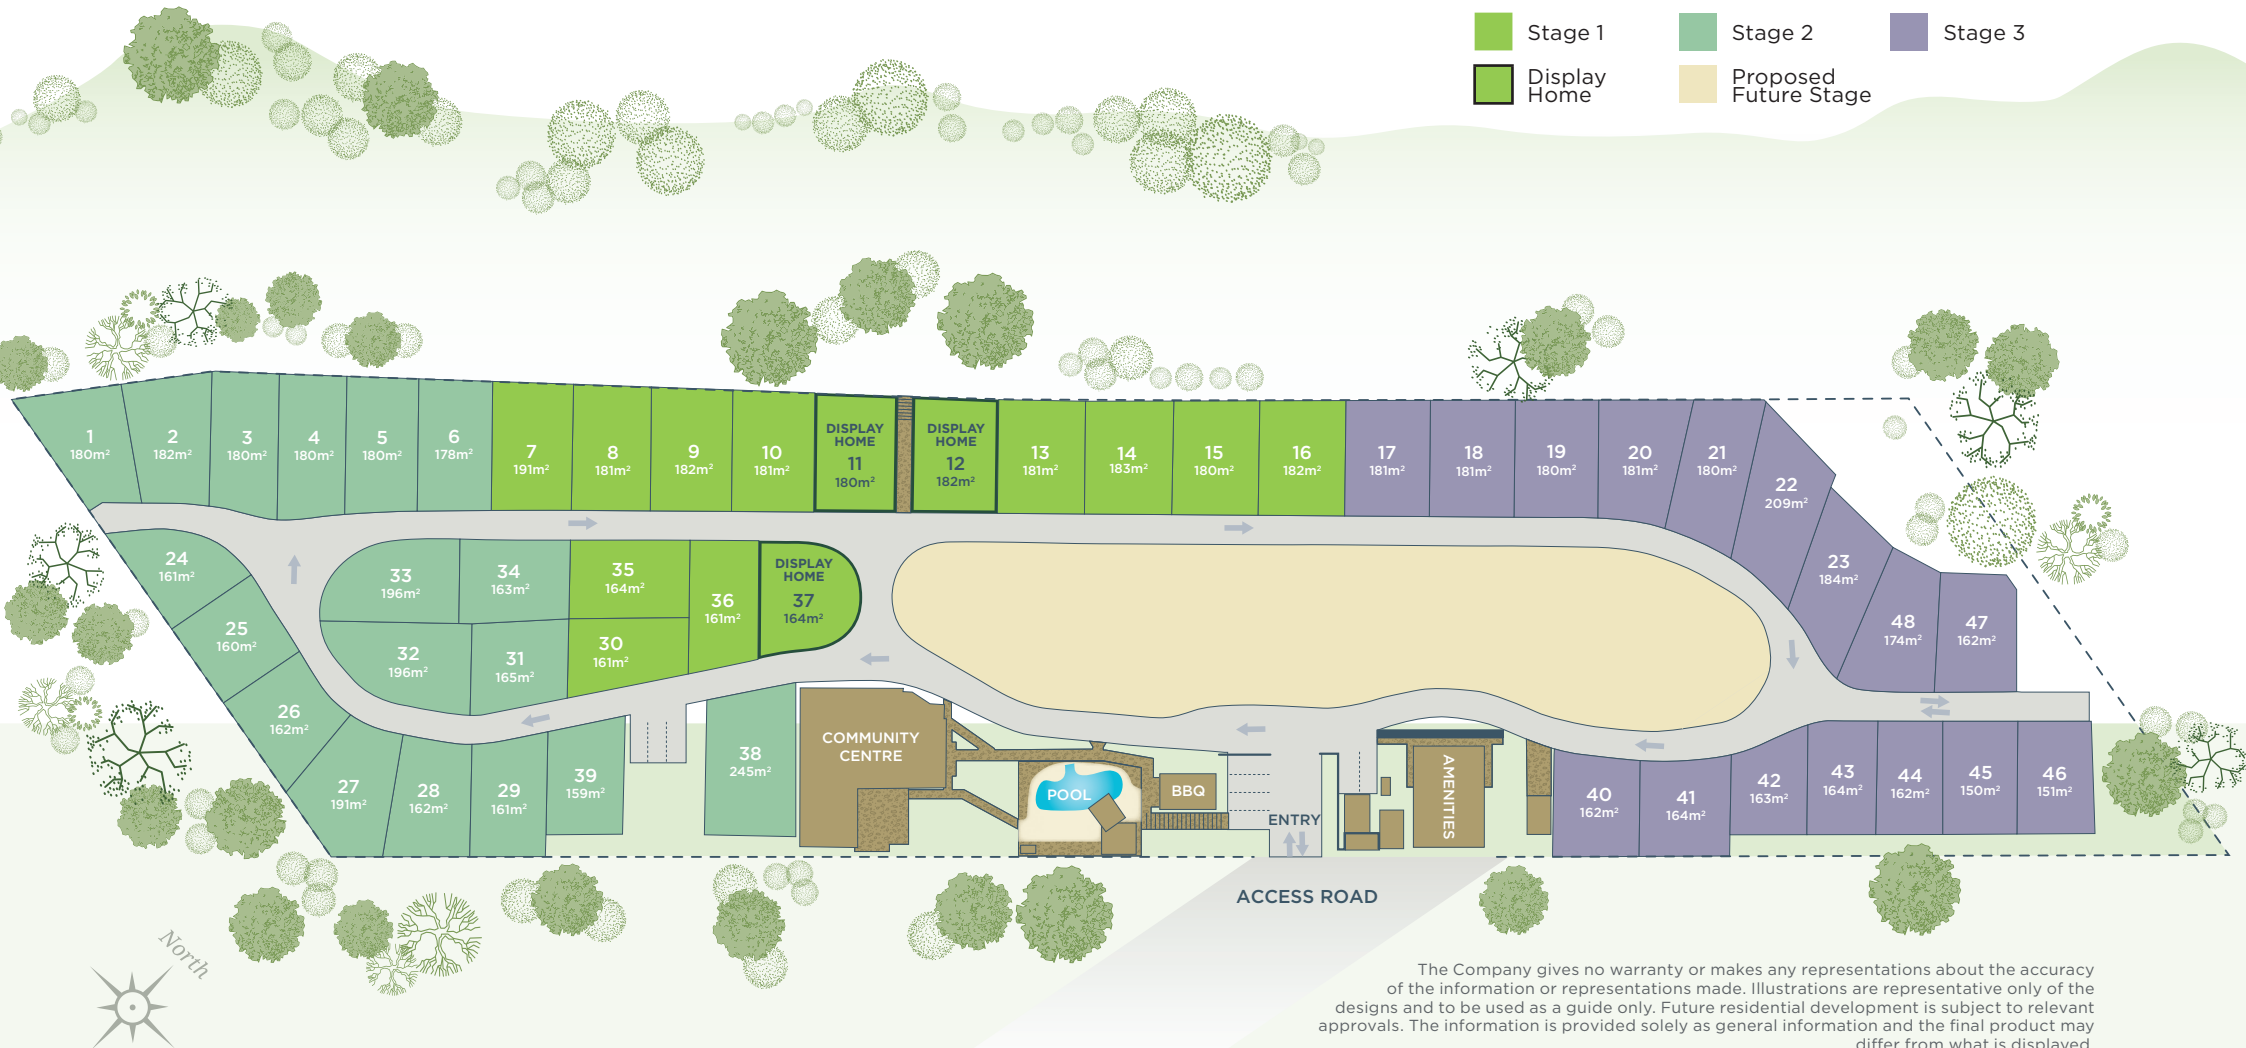 Stage 1
Stage 2
Stage 3
Display
Home
Proposed
Future Stage
1
180m²
2
182m²
3
180m²
4
180m²
5
180m²
6
178m²
7
191m²
8
181m²
9
182m²
10
181m²
DISPLAY
HOME
11
180m²
DISPLAY
HOME
12
182m²
13
181m²
14
183m²
15
180m²
16
182m²
17
181m²
18
181m²
19
180m²
20
181m²
21
180m²
22
209m²
23
184m²
48
174m²
47
162m²
24
161m²
25
160m²
26
162m²
27
191m²
28
162m²
29
161m²
39
159m²
33
196m²
34
163m²
35
164m²
36
161m²
DISPLAY
HOME
37
164m²
32
196m²
31
165m²
30
161m²
38
245m²
COMMUNITY
CENTRE
POOL
BBQ
ENTRY
AMENITIES
40
162m²
41
164m²
42
163m²
43
164m²
44
162m²
45
150m²
46
151m²
ACCESS ROAD
North
The Company gives no warranty or makes any representations about the accuracy
of the information or representations made. Illustrations are representative only of the
designs and to be used as a guide only. Future residential development is subject to relevant
approvals. The information is provided solely as general information and the final product may
differ from what is displayed.